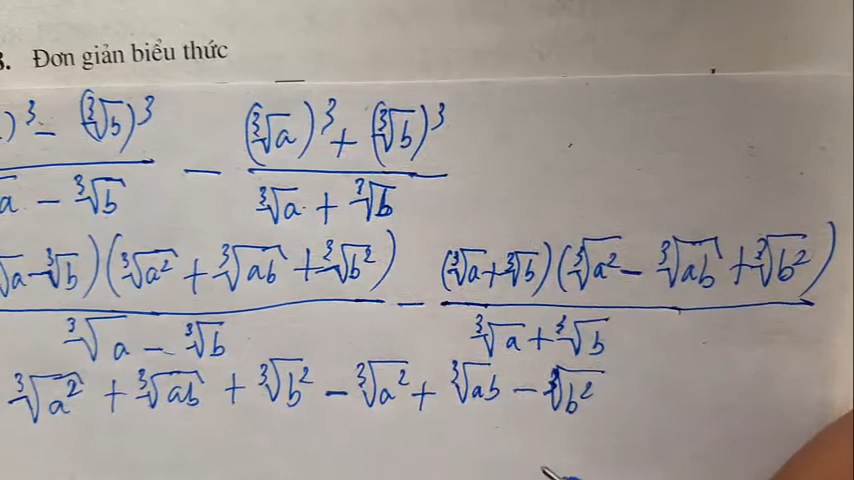 3. Đơn giản biểu thức
)³ - (∛b)³ / a - ∛b - (∛a)³ + (∛b)³ / ∛a + ∛b
√a - ∛b)(∛a² + ∛ab + ∛b²) / ∛a - ∛b - (∛a + ∛b)(∛a² - ∛ab + ∛b²) / ∛a + ∛b
∛a² + ∛ab + ∛b² - ∛a² + ∛ab - ∛b²